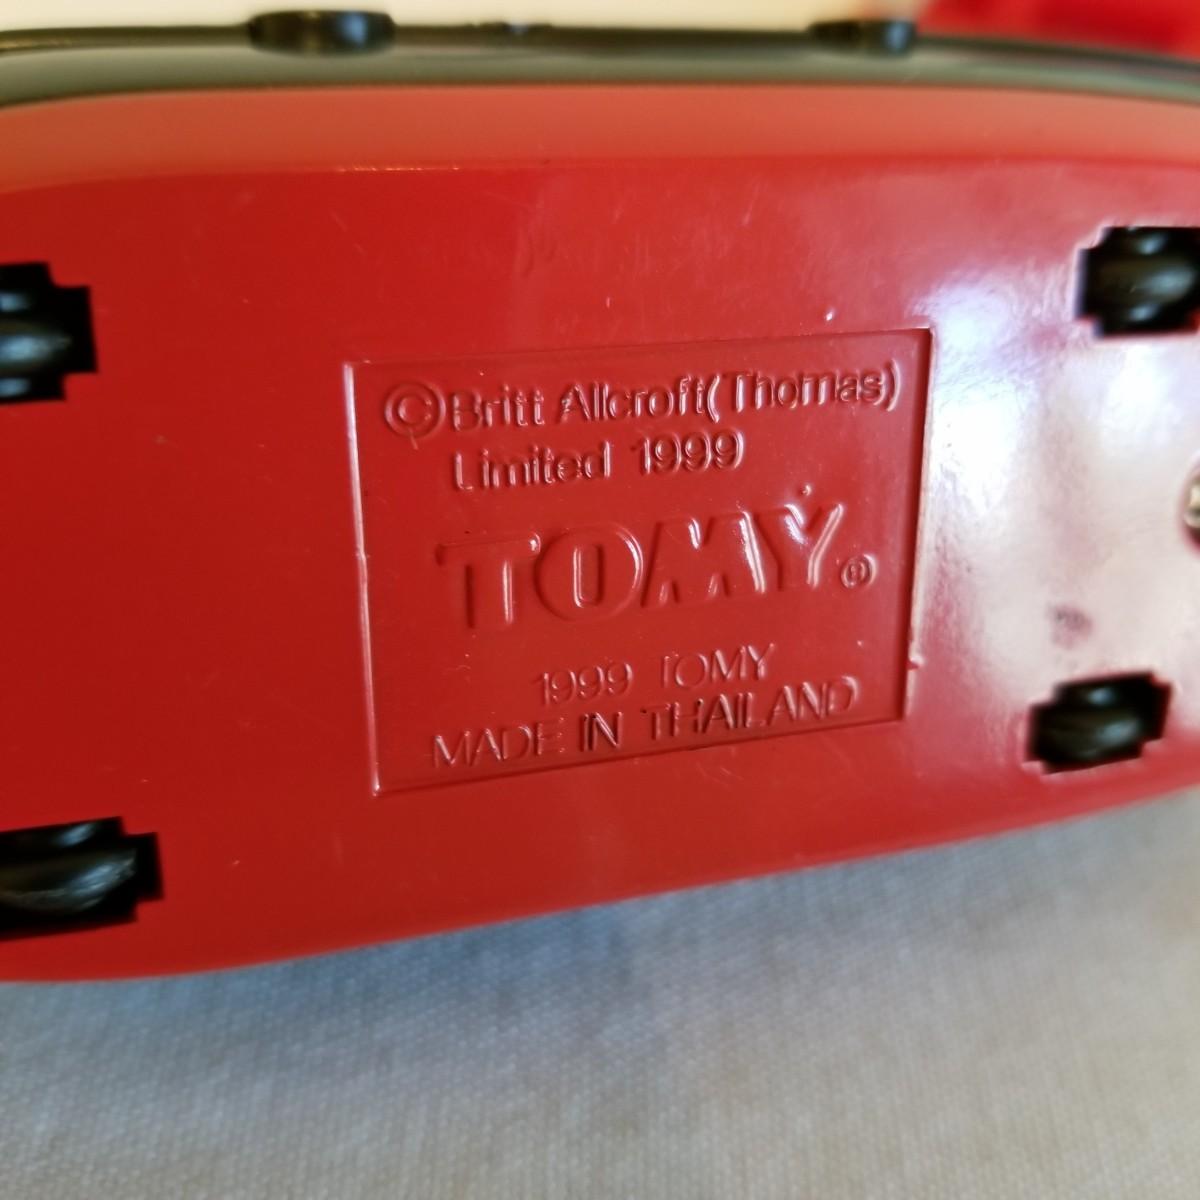 ©Britt Allcroft(Thomas)
Limited 1999
TOMY®
1999 TOMY
MADE IN THAILAND